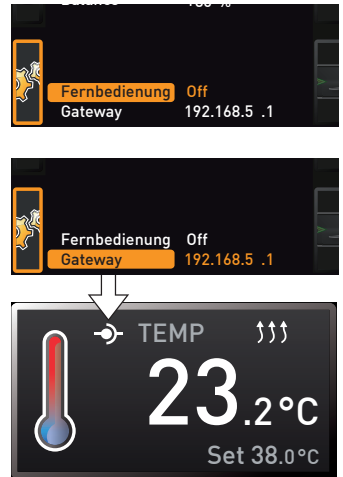 Fernbedienung Off
Gateway 192.168.5 .1
Fernbedienung Off
Gateway 192.168.5 .1
TEMP
23.2°C
Set 38.0°C